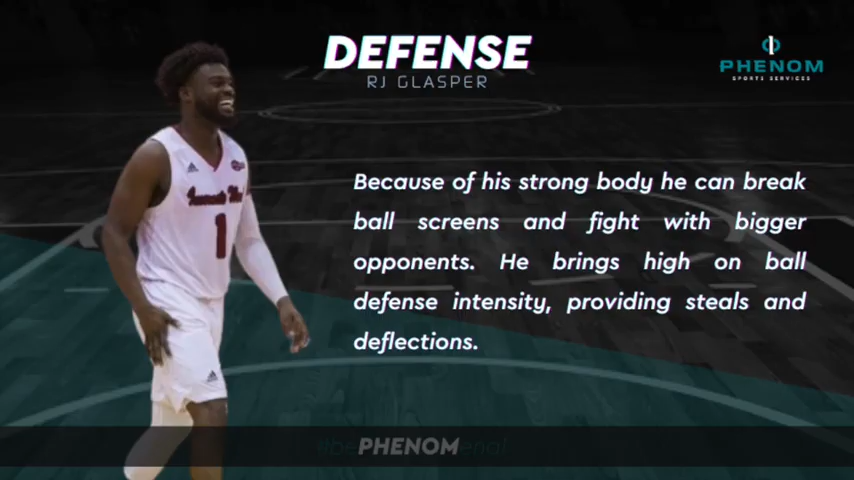 DEFENSE
RJ GLASPER
PHENOM
SPORTS SERVICES
Because of his strong body he can break
ball screens and fight with bigger
opponents. He brings high on ball
defense intensity, providing steals and
deflections.
1
#bePHENOMenal